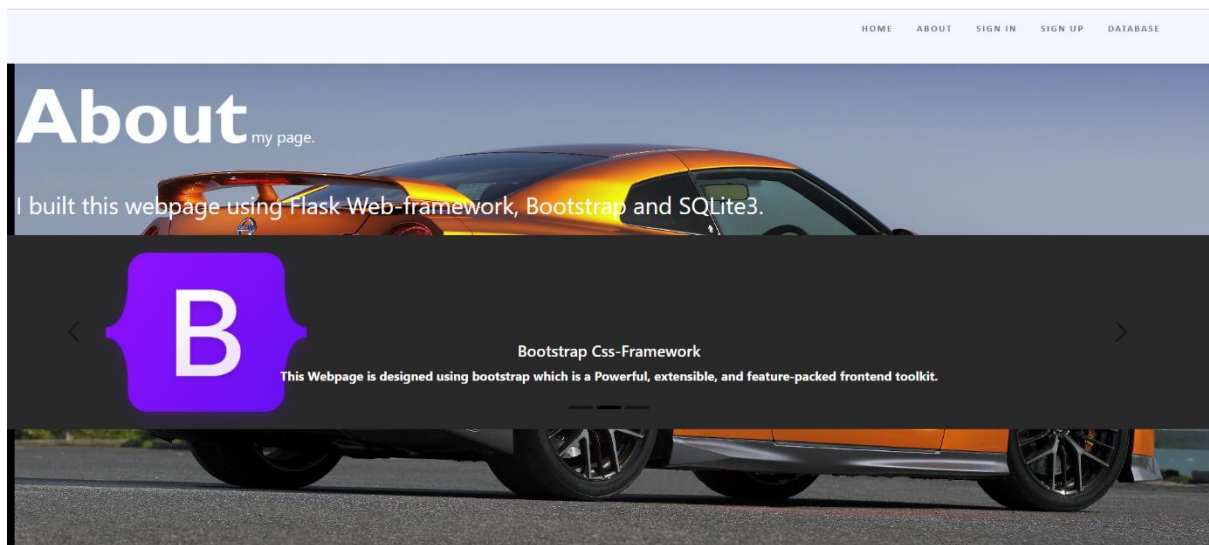 HOME ABOUT SIGN IN SIGN UP DATABASE
About my page.
I built this webpage using Flask Web-framework, Bootstrap and SQLite3.
B
Bootstrap Css-Framework
This Webpage is designed using bootstrap which is a Powerful, extensible, and feature-packed frontend toolkit.